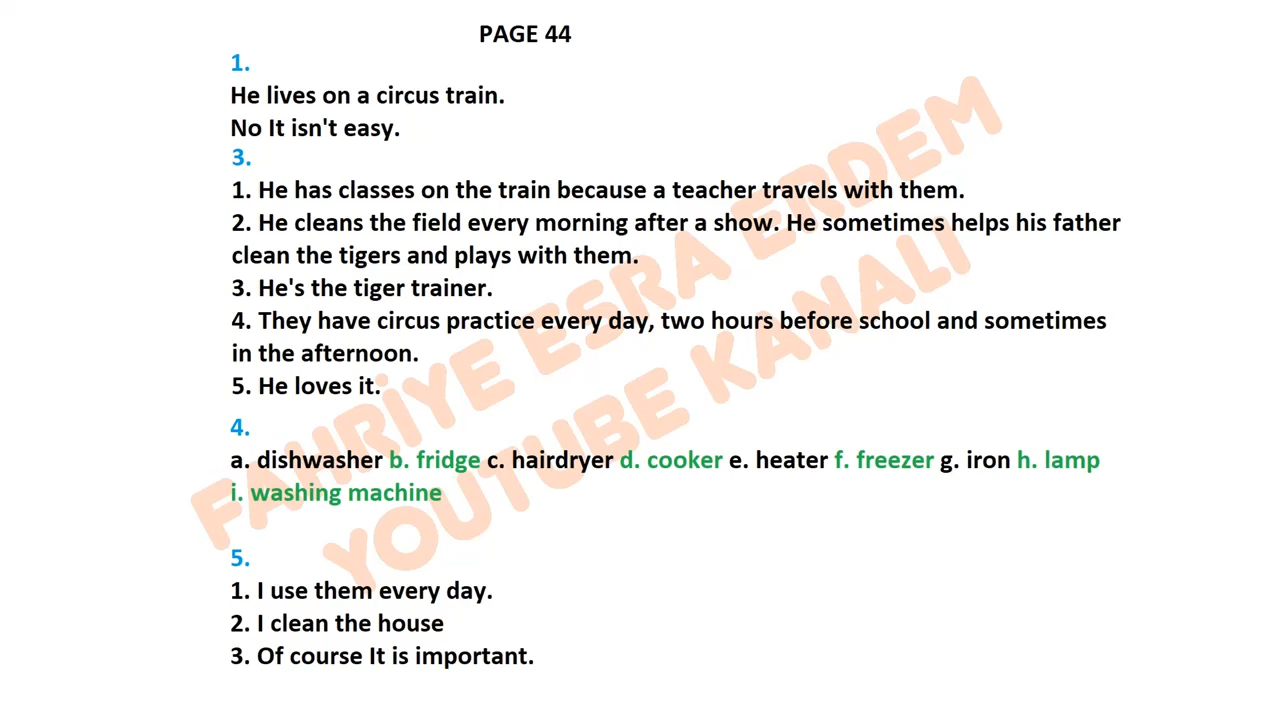 PAGE 44
1.
He lives on a circus train.
No It isn't easy.
3.
1. He has classes on the train because a teacher travels with them.
2. He cleans the field every morning after a show. He sometimes helps his father
clean the tigers and plays with them.
3. He's the tiger trainer.
4. They have circus practice every day, two hours before school and sometimes
in the afternoon.
5. He loves it.
4.
a. dishwasher b. fridge c. hairdryer d. cooker e. heater f. freezer g. iron h. lamp
i. washing machine
5.
1. I use them every day.
2. I clean the house
3. Of course It is important.
FAHRİYE ESRA ERDEM
YOUTUBE KANALI